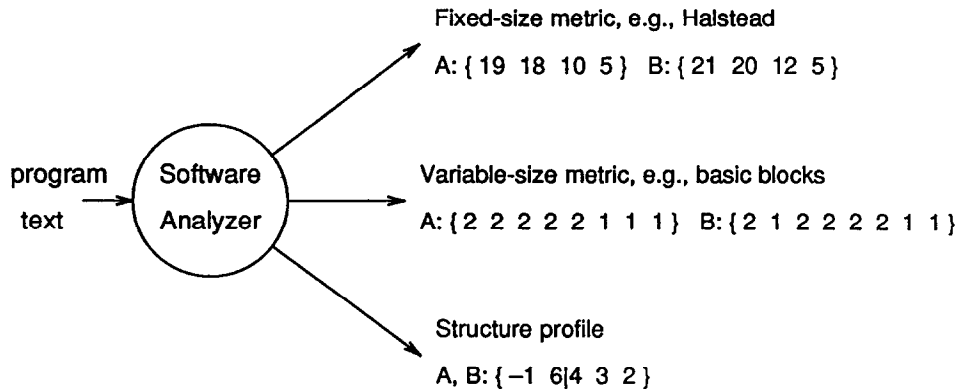 Fixed-size metric, e.g., Halstead
A: { 19 18 10 5 } B: { 21 20 12 5 }
program
text
Software
Analyzer
Variable-size metric, e.g., basic blocks
A: { 2 2 2 2 2 1 1 1 } B: { 2 1 2 2 2 2 1 1 }
Structure profile
A, B: { −1 6|4 3 2 }